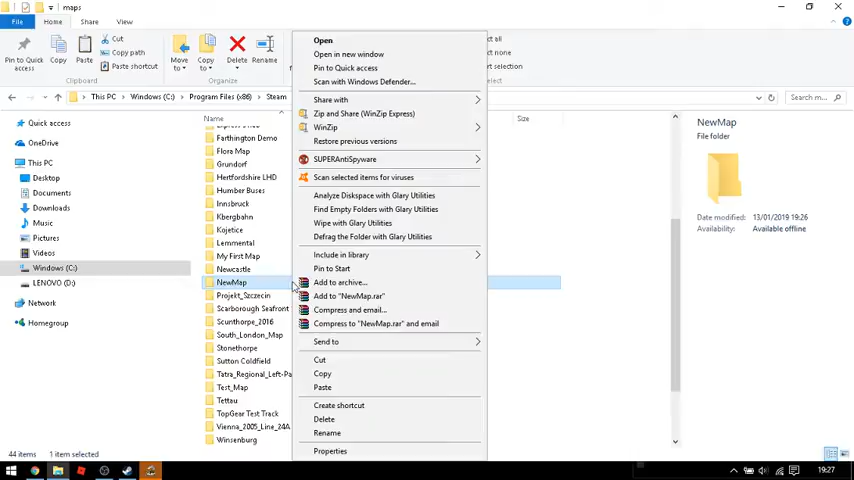 maps
File
Home
Share
View
Pin to Quick access
Copy
Paste
Cut
Copy path
Paste shortcut
Clipboard
Move to
Copy to
Delete
Rename
Organize
ct all
ct none
rt selection
This PC
Windows (C:)
Program Files (x86)
Steam
Search m...
Quick access
OneDrive
This PC
Desktop
Documents
Downloads
Music
Pictures
Videos
Windows (C:)
LENOVO (D:)
Network
Homegroup
Name
Farthington Demo
Flora Map
Grundorf
Hertfordshire LHD
Humber Buses
Innsbruck
Kbergbahn
Kojetice
Lemmental
My First Map
Newcastle
NewMap
Projekt_Szczecin
Scarborough Seafront
Scunthorpe_2016
South_London_Map
Stonethorpe
Sutton Coldfield
Tatra_Regional_Left-Pa
Test_Map
Tettau
TopGear Test Track
Vienna_2005_Line_24A
Winsenburg
Open
Open in new window
Pin to Quick access
Scan with Windows Defender...
Share with
Zip and Share (WinZip Express)
WinZip
Restore previous versions
SUPERAntiSpyware
Scan selected items for viruses
Analyze Diskspace with Glary Utilities
Find Empty Folders with Glary Utilities
Wipe with Glary Utilities
Defrag the Folder with Glary Utilities
Include in library
Pin to Start
Add to archive...
Add to "NewMap.rar"
Compress and email...
Compress to "NewMap.rar" and email
Send to
Cut
Copy
Paste
Create shortcut
Delete
Rename
Properties
Size
NewMap
File folder
Date modified: 13/01/2019 19:26
Availability: Available offline
44 items
1 item selected
19:27